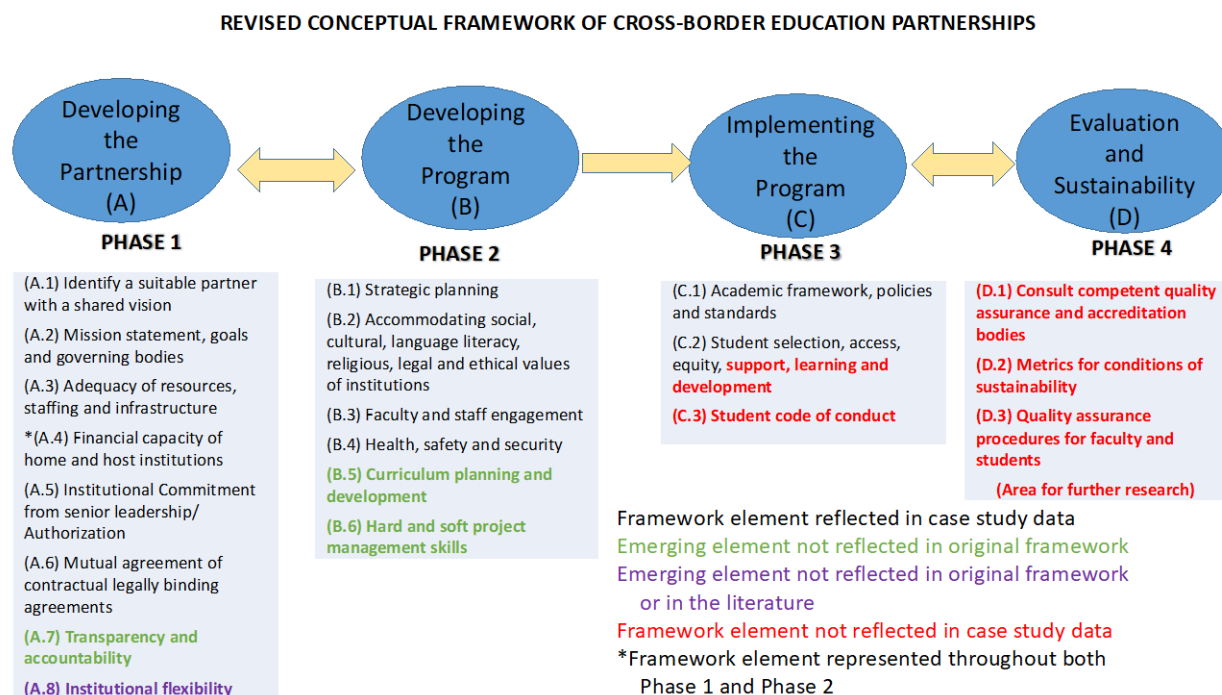 REVISED CONCEPTUAL FRAMEWORK OF CROSS-BORDER EDUCATION PARTNERSHIPS
Developing
the
Partnership
(A)
PHASE 1
(A.1) Identify a suitable partner
with a shared vision
(A.2) Mission statement, goals
and governing bodies
(A.3) Adequacy of resources,
staffing and infrastructure
*(A.4) Financial capacity of
home and host institutions
(A.5) Institutional Commitment
from senior leadership/
Authorization
(A.6) Mutual agreement of
contractual legally binding
agreements
(A.7) Transparency and
accountability
(A.8) Institutional flexibility
Developing
the
Program
(B)
PHASE 2
(B.1) Strategic planning
(B.2) Accommodating social,
cultural, language literacy,
religious, legal and ethical values
of institutions
(B.3) Faculty and staff engagement
(B.4) Health, safety and security
(B.5) Curriculum planning and
development
(B.6) Hard and soft project
management skills
Implementing
the
Program
(C)
PHASE 3
(C.1) Academic framework, policies
and standards
(C.2) Student selection, access,
equity, support, learning and
development
(C.3) Student code of conduct
Evaluation
and
Sustainability
(D)
PHASE 4
(D.1) Consult competent quality
assurance and accreditation
bodies
(D.2) Metrics for conditions of
sustainability
(D.3) Quality assurance
procedures for faculty and
students
(Area for further research)
Framework element reflected in case study data
Emerging element not reflected in original framework
Emerging element not reflected in original framework
or in the literature
Framework element not reflected in case study data
*Framework element represented throughout both
Phase 1 and Phase 2